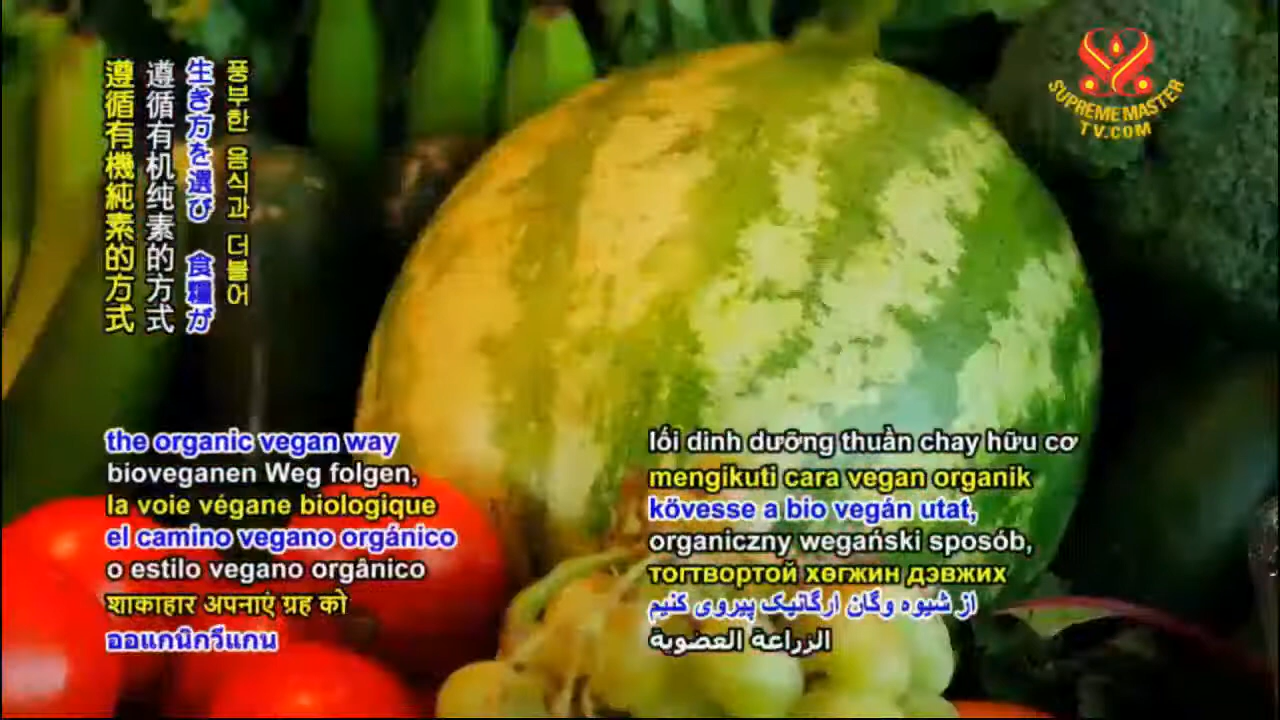 遵循有機純素的方式
遵循有机纯素的方式
生き方を選び 食糧が
풍부한 음식과 더불어
SUPREME MASTER
TV.COM
the organic vegan way
bioveganen Weg folgen,
la voie végane biologique
el camino vegano orgánico
o estilo vegano orgânico
शाकाहार अपनाएं ग्रह को
ออแกนิกวีแกน
lối dinh dưỡng thuần chay hữu cơ
mengikuti cara vegan organik
kövesse a bio vegán utat,
organiczny wegański sposób,
тогтвортой хөгжин дэвжих
از شیوه وگان ارگانیک پیروی کنیم
الزراعة العضوية